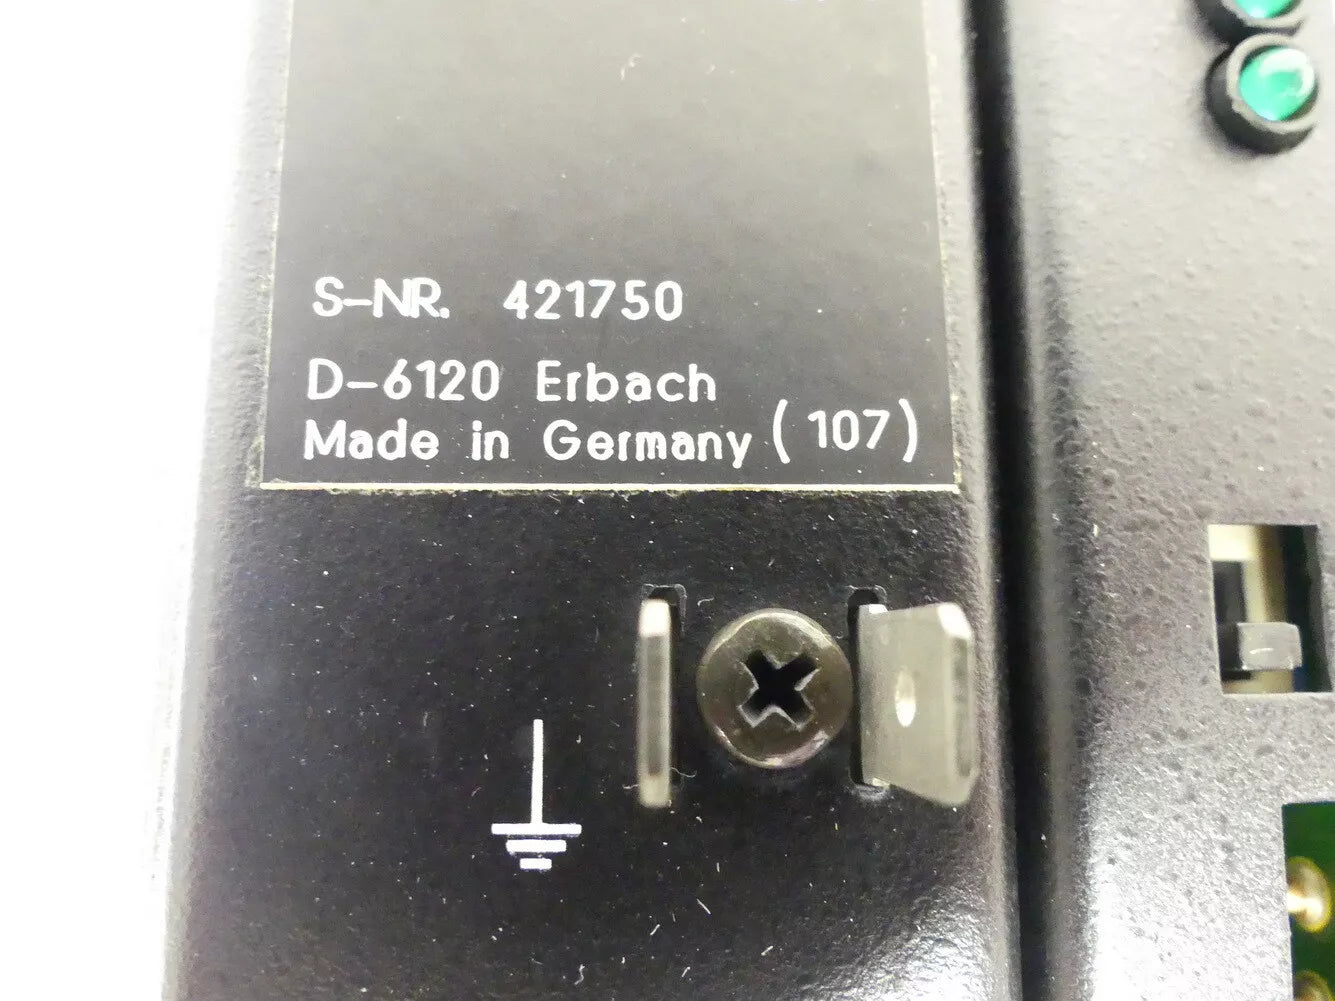 S-NR. 421750
D-6120 Erbach
Made in Germany (107)